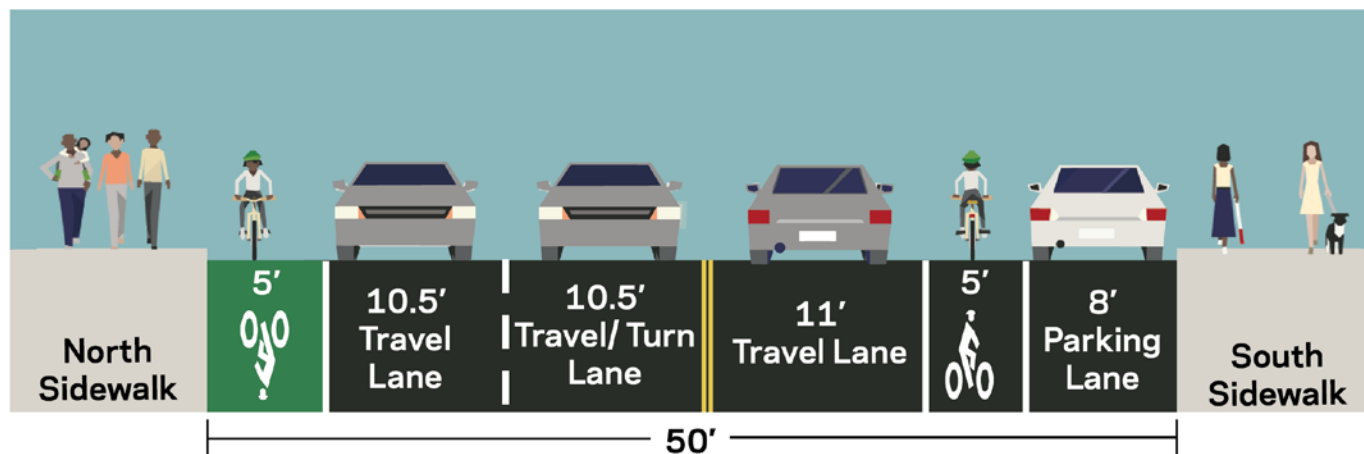 North
Sidewalk
5′
10.5′
Travel
Lane
10.5′
Travel/ Turn
Lane
11′
Travel Lane
5′
8′
Parking
Lane
South
Sidewalk
50′